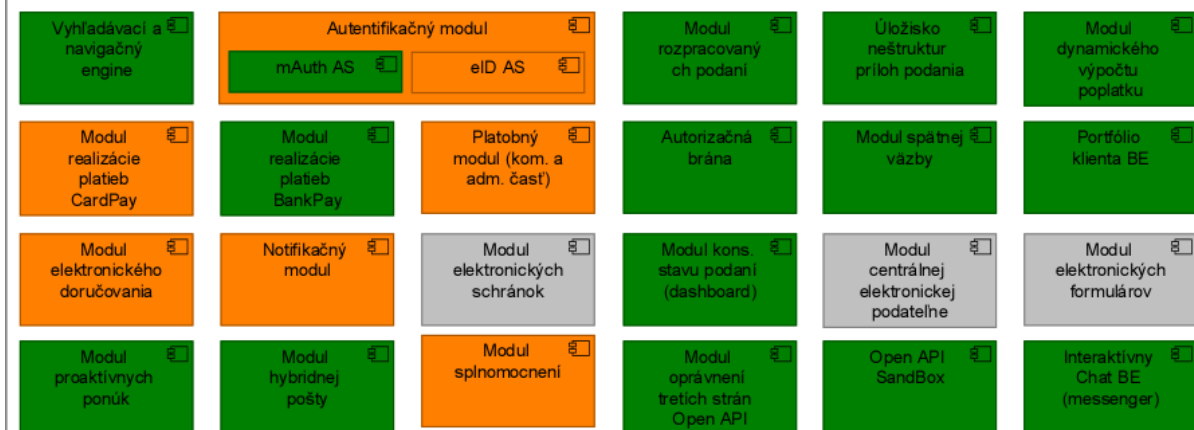 Vyhľadávací a
navigačný
engine
Autentifikačný modul
mAuth AS
eID AS
Modul
rozpracovaný
ch podaní
Úložisko
neštruktur
príloh podania
Modul
dynamického
výpočtu
poplatku
Modul
realizácie
platieb
CardPay
Modul
realizácie
platieb
BankPay
Platobný
modul (kom. a
adm. časť)
Autorizačná
brána
Modul spätnej
väzby
Portfólio
klienta BE
Modul
elektronického
doručovania
Notifikačný
modul
Modul
elektronických
schránok
Modul kons.
stavu podaní
(dashboard)
Modul
centrálnej
elektronickej
podateľne
Modul
elektronických
formulárov
Modul
proaktívnych
ponúk
Modul
hybridnej
pošty
Modul
splnomocnení
Modul
oprávnení
tretích strán
Open API
Open API
SandBox
Interaktívny
Chat BE
(messenger)